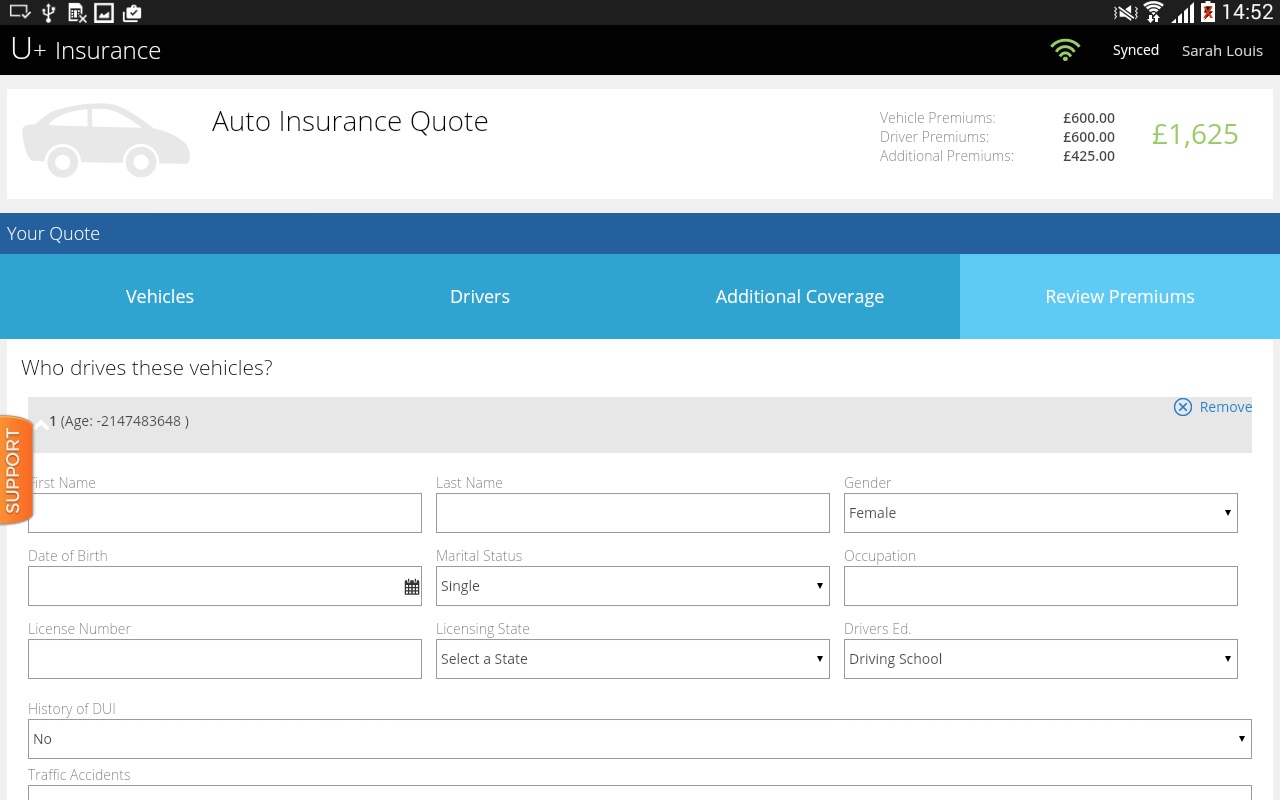 14:52
U+ Insurance
Synced
Sarah Louis
Auto Insurance Quote
Vehicle Premiums: £600.00
Driver Premiums: £600.00
Additional Premiums: £425.00
£1,625
Your Quote
Vehicles
Drivers
Additional Coverage
Review Premiums
Who drives these vehicles?
1 (Age: -2147483648 )
Remove
SUPPORT
First Name
Last Name
Gender
Female
Date of Birth
Marital Status
Occupation
Single
License Number
Licensing State
Drivers Ed.
Select a State
Driving School
History of DUI
No
Traffic Accidents